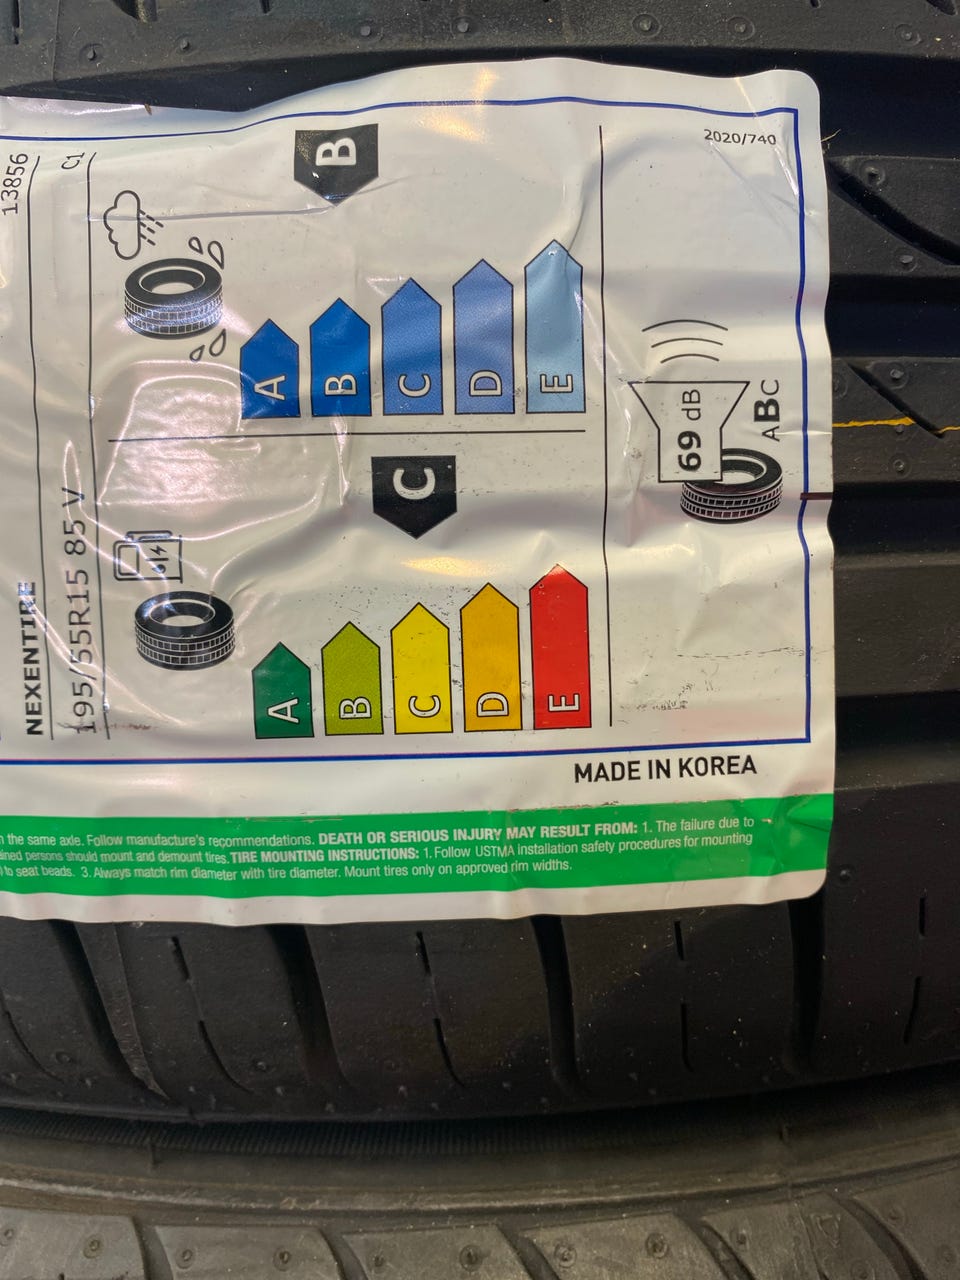 NEXENTIRE
13856
195/55R15 85 V
C1
C
A
B
C
D
E
B
A
B
C
D
E
69 dB
ABC
2020/740
MADE IN KOREA
the same axle. Follow manufacture's recommendations. DEATH OR SERIOUS INJURY MAY RESULT FROM: 1. The failure due to
persons should mount and demount tires. TIRE MOUNTING INSTRUCTIONS: 1. Follow USTMA installation safety procedures for mounting
to seat beads. 3. Always match rim diameter with tire diameter. Mount tires only on approved rim widths.